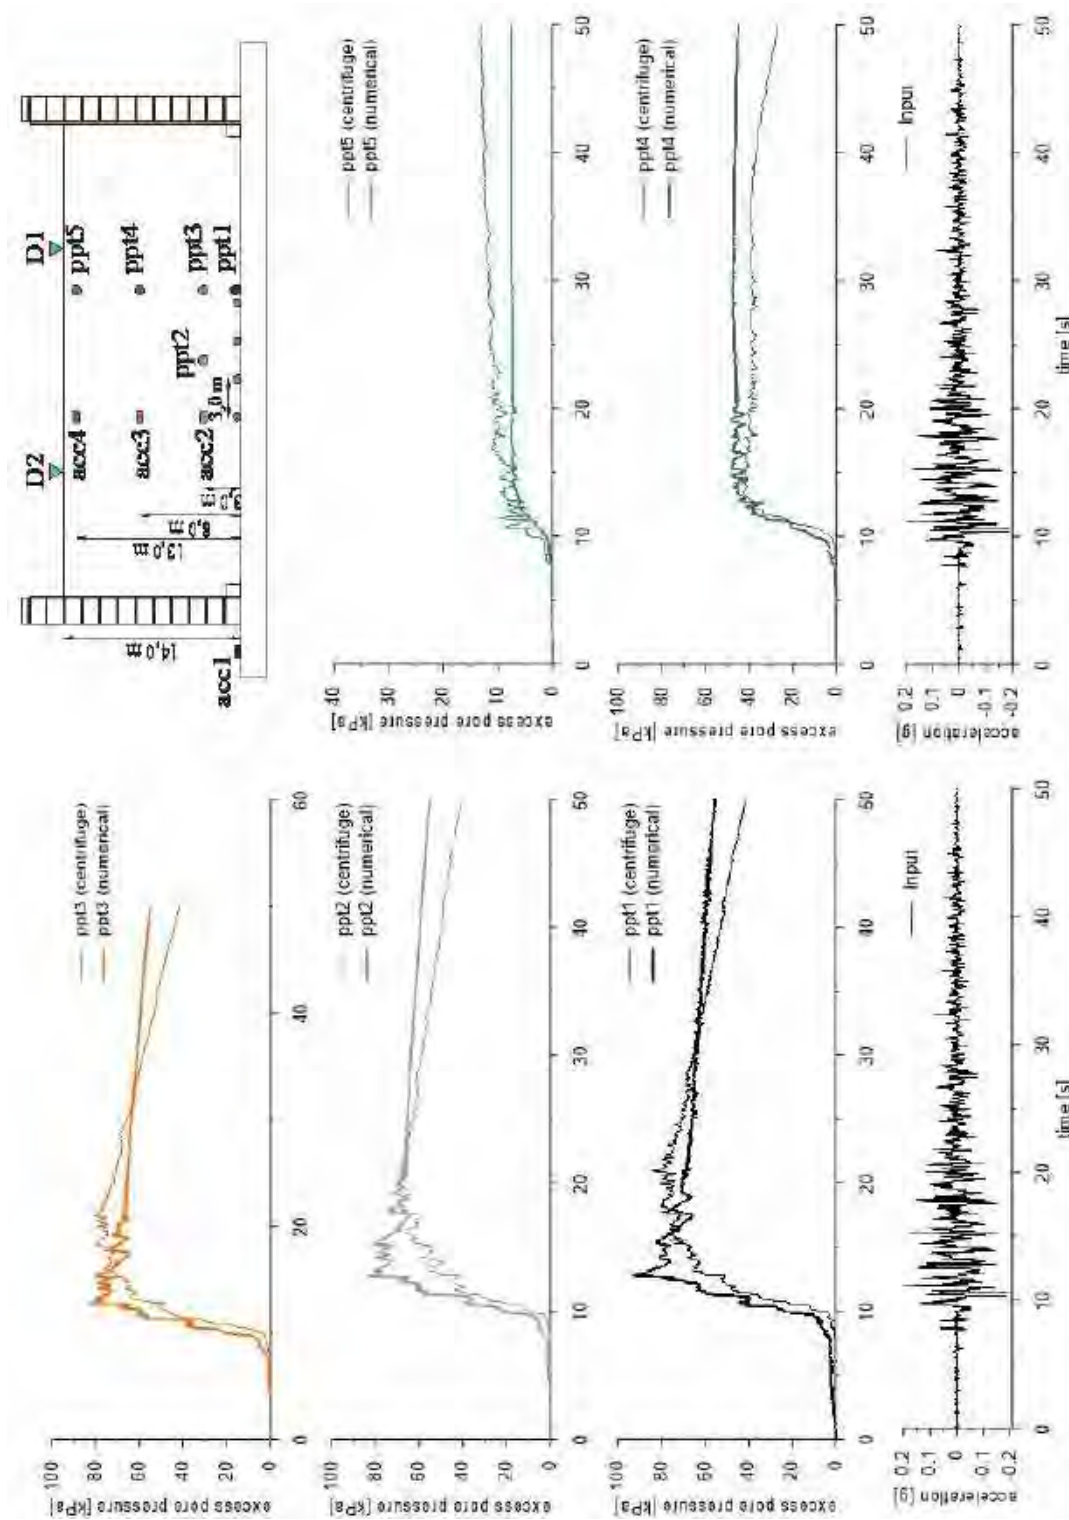 D2
D1
acc4
ppt5
acc3
ppt4
acc2
ppt2
ppt3
ppt1
acc1
14,0 m
13,0 m
8,0 m
3,0 m
3,0 m
ppt3 (centrifuge)
ppt3 (numerical)
excess pore pressure [kPa]
100
80
60
40
20
0
0
20
40
60
ppt5 (centrifuge)
ppt5 (numerical)
excess pore pressure [kPa]
40
30
20
10
0
0
10
20
30
40
50
ppt2 (centrifuge)
ppt2 (numerical)
excess pore pressure [kPa]
100
80
60
40
20
0
0
10
20
30
40
50
ppt4 (centrifuge)
ppt4 (numerical)
excess pore pressure [kPa]
100
80
60
40
20
0
0
10
20
30
40
50
ppt1 (centrifuge)
ppt1 (numerical)
excess pore pressure [kPa]
100
80
60
40
20
0
0
10
20
30
40
50
Input
acceleration [g]
0.2
0.1
0
-0.1
-0.2
0
10
20
30
40
50
time [s]
Input
acceleration [g]
0.2
0.1
0
-0.1
-0.2
0
10
20
30
40
50
time [s]